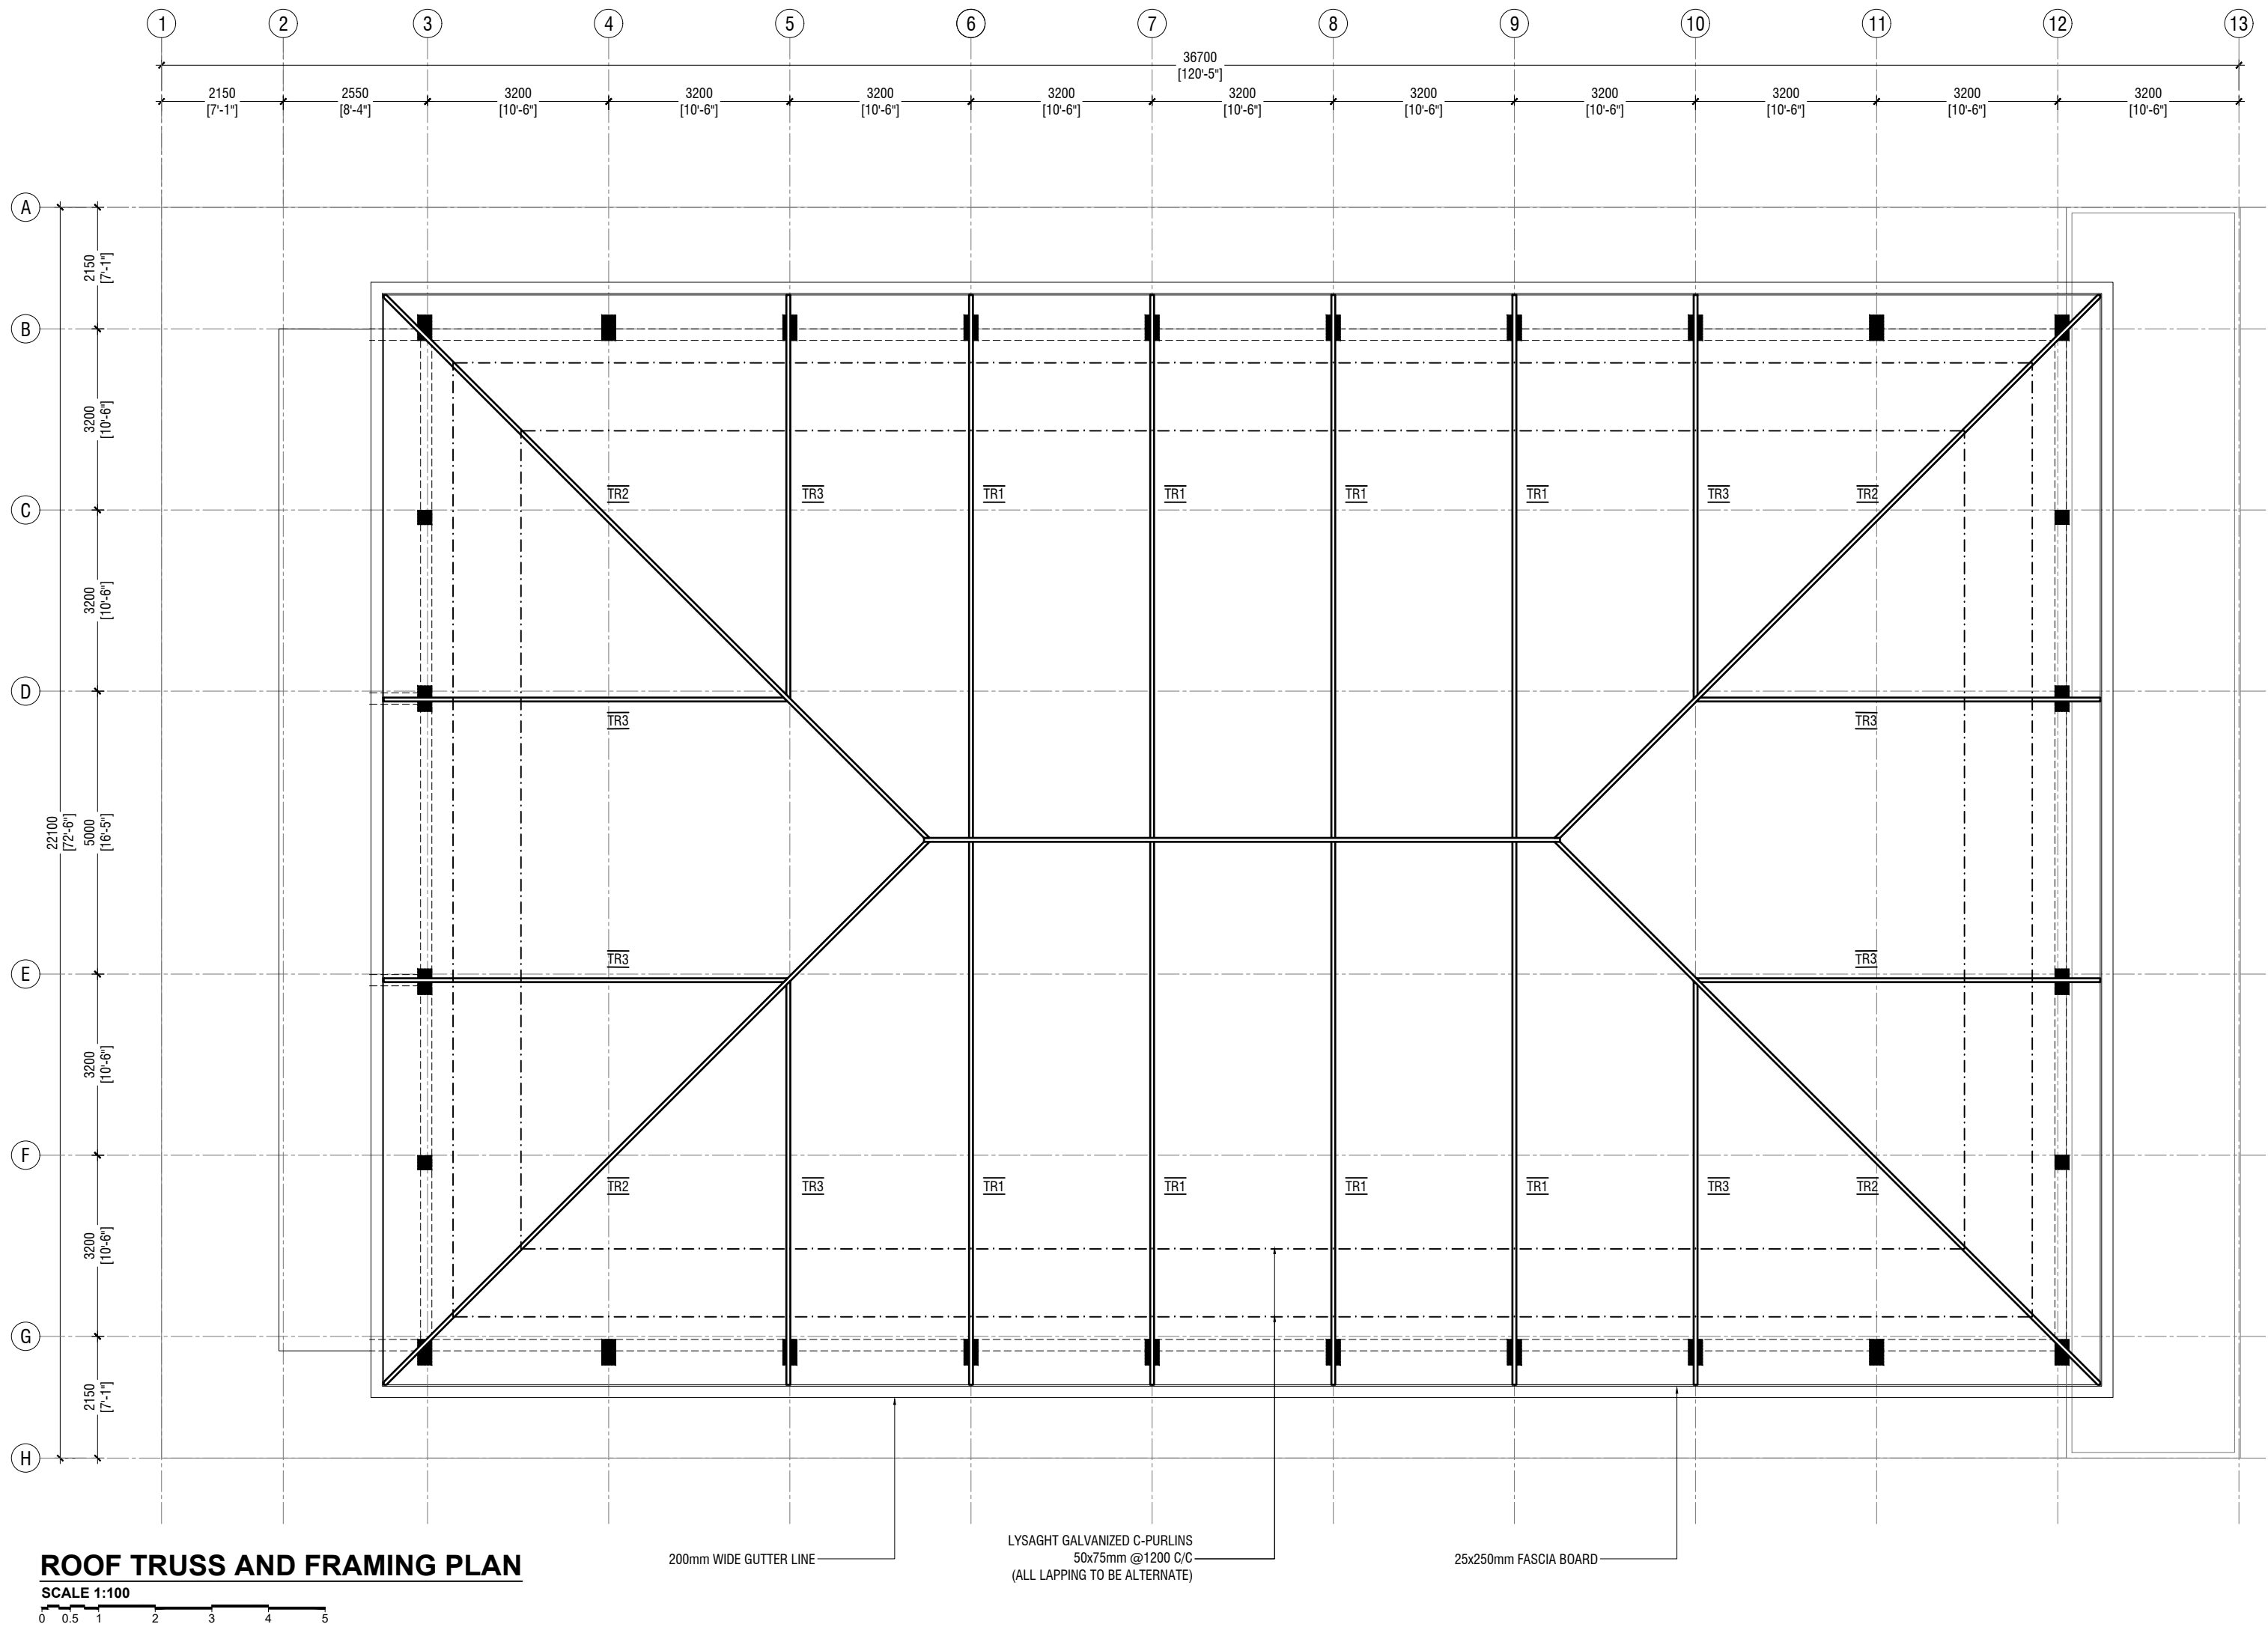 1 2 3 4 5 6 7 8 9 10 11 12 13
36700
[120'-5"]
2150 2550 3200 3200 3200 3200 3200 3200 3200 3200 3200 3200
[7'-1"] [8'-4"] [10'-6"] [10'-6"] [10'-6"] [10'-6"] [10'-6"] [10'-6"] [10'-6"] [10'-6"] [10'-6"] [10'-6"]
A
2150
[7'-1"]
B
3200
[10'-6"]
TR2 TR3 TR1 TR1 TR1 TR1 TR3 TR2
C
3200
[10'-6"]
D
TR3 TR3
22100
[72'-6"]
5000
[16'-5"]
TR3 TR3
E
3200
[10'-6"]
F
TR2 TR3 TR1 TR1 TR1 TR1 TR3 TR2
3200
[10'-6"]
G
2150
[7'-1"]
H
200mm WIDE GUTTER LINE
LYSAGHT GALVANIZED C-PURLINS
50x75mm @1200 C/C
(ALL LAPPING TO BE ALTERNATE)
25x250mm FASCIA BOARD
ROOF TRUSS AND FRAMING PLAN
SCALE 1:100
0 0.5 1 2 3 4 5